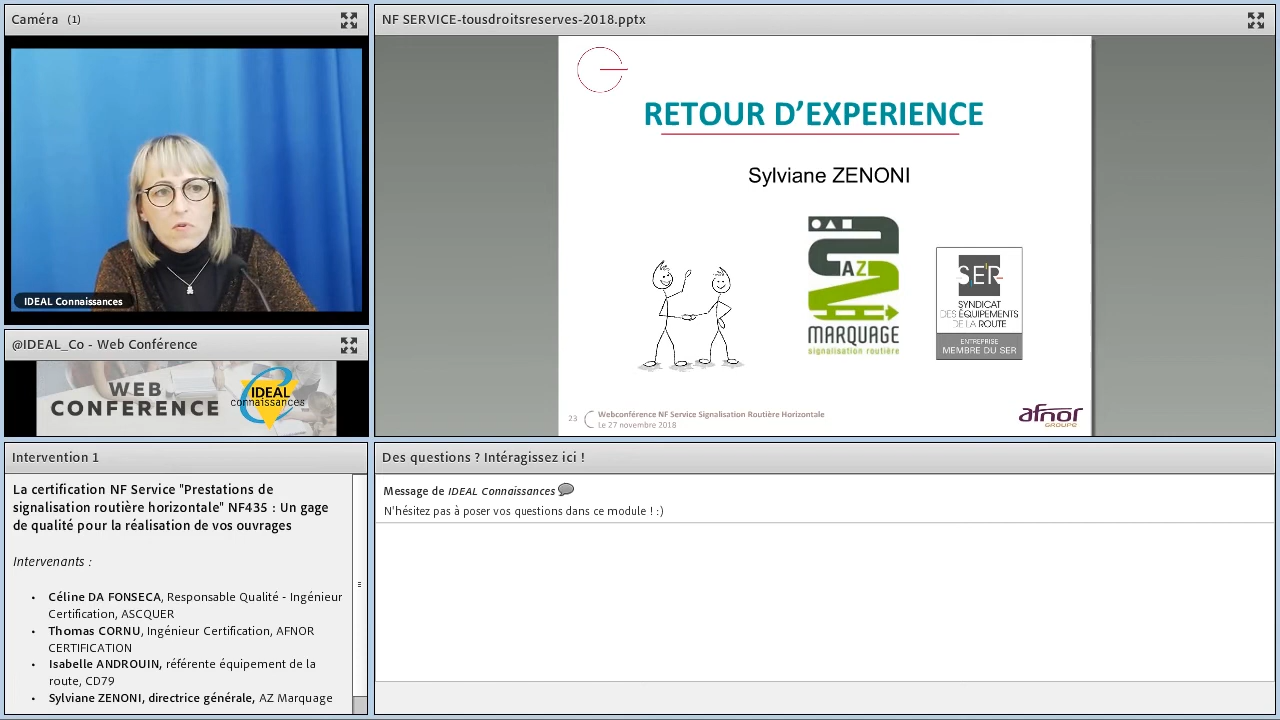 Caméra (1)
IDEAL Connaissances
@IDEAL_Co - Web Conférence
WEB
CONFERENCE
IDEAL
connaissances
NF SERVICE-tousdroitsreserves-2018.pptx
RETOUR D'EXPERIENCE
Sylviane ZENONI
AZ
MARQUAGE
signalisation routière
SER
SYNDICAT
DES ÉQUIPEMENTS
DE LA ROUTE
ENTREPRISE
MEMBRE DU SER
23
Webconférence NF Service Signalisation Routière Horizontale
Le 27 novembre 2018
afnor
GROUPE
Intervention 1
La certification NF Service "Prestations de
signalisation routière horizontale" NF435 : Un gage
de qualité pour la réalisation de vos ouvrages
Intervenants :
• Céline DA FONSECA, Responsable Qualité - Ingénieur
Certification, ASCQUER
• Thomas CORNU, Ingénieur Certification, AFNOR
CERTIFICATION
• Isabelle ANDROUIN, référente équipement de la
route, CD79
• Sylviane ZENONI, directrice générale, AZ Marquage
Des questions ? Intéragissez ici !
Message de IDEAL Connaissances
N'hésitez pas à poser vos questions dans ce module ! :)